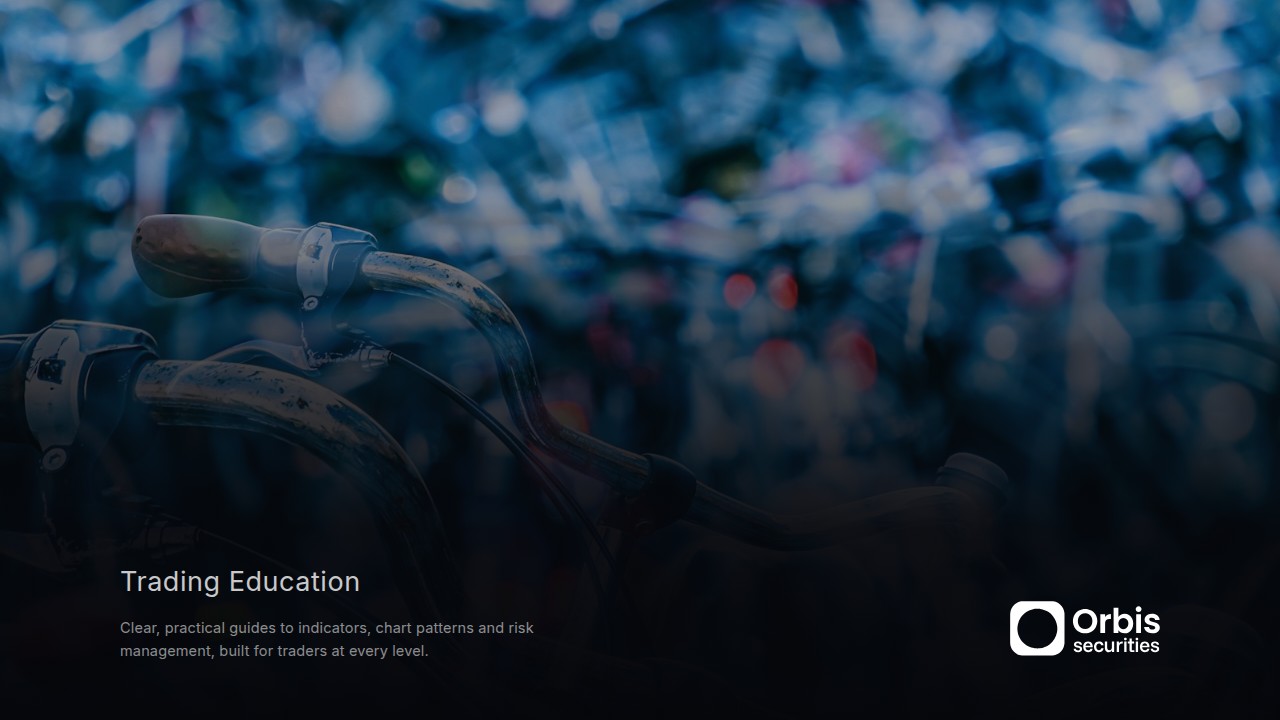 Trading Education
Clear, practical guides to indicators, chart patterns and risk
management, built for traders at every level.
Orbis
securities